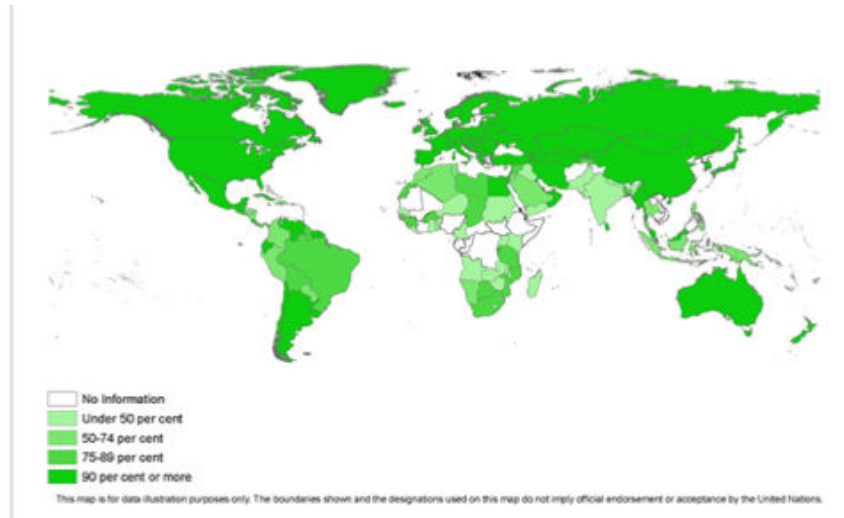 No Information
Under 50 per cent
50-74 per cent
75-89 per cent
90 per cent or more
This map is for data illustration purposes only. The boundaries shown and the designations used on this map do not imply official endorsement or acceptance by the United Nations.